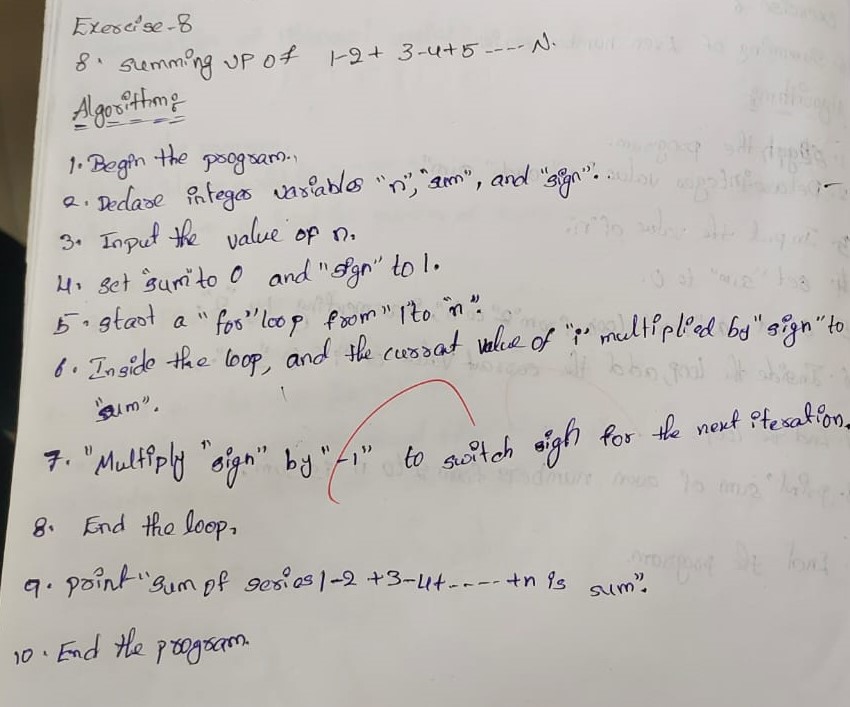 Exercise-8
8. summing up of 1-2+ 3-4+5 ---- N.
Algorithm:
1. Begin the program.
2. Declare integer variables "n", "sum", and "sign".
3. Input the value of n.
4. set "sum" to 0 and "sign" to 1.
5. start a "for" loop from "1" to "n".
6. Inside the loop, and the current value of "i" multiplied by "sign" to
"sum".
7. "Multiply "sign" by "-1" to switch sigh for the next iteration.
8. End the loop.
9. print "sum of series 1-2 +3-4+----- +n is sum".
10. End the program.